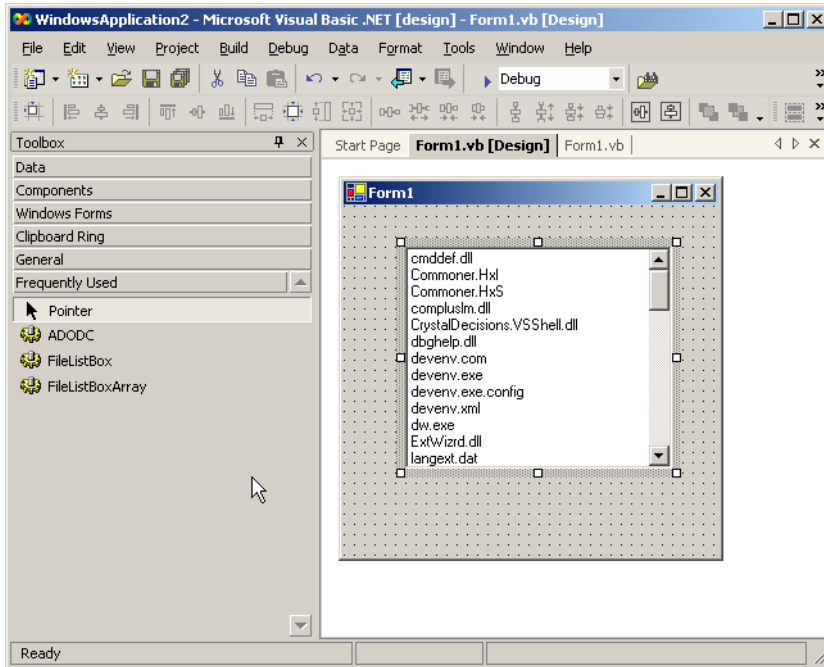 WindowsApplication2 - Microsoft Visual Basic .NET [design] - Form1.vb [Design]
File Edit View Project Build Debug Data Format Tools Window Help
Debug
Toolbox
Start Page Form1.vb [Design] Form1.vb
Data
Components
Windows Forms
Clipboard Ring
General
Frequently Used
Pointer
ADODC
FileListBox
FileListBoxArray
Form1
cmddef.dll
Commoner.HxI
Commoner.HxS
compluslm.dll
CrystalDecisions.VSShell.dll
dbghelp.dll
devenv.com
devenv.exe
devenv.exe.config
devenv.xml
dw.exe
ExtWizrd.dll
langext.dat
Ready